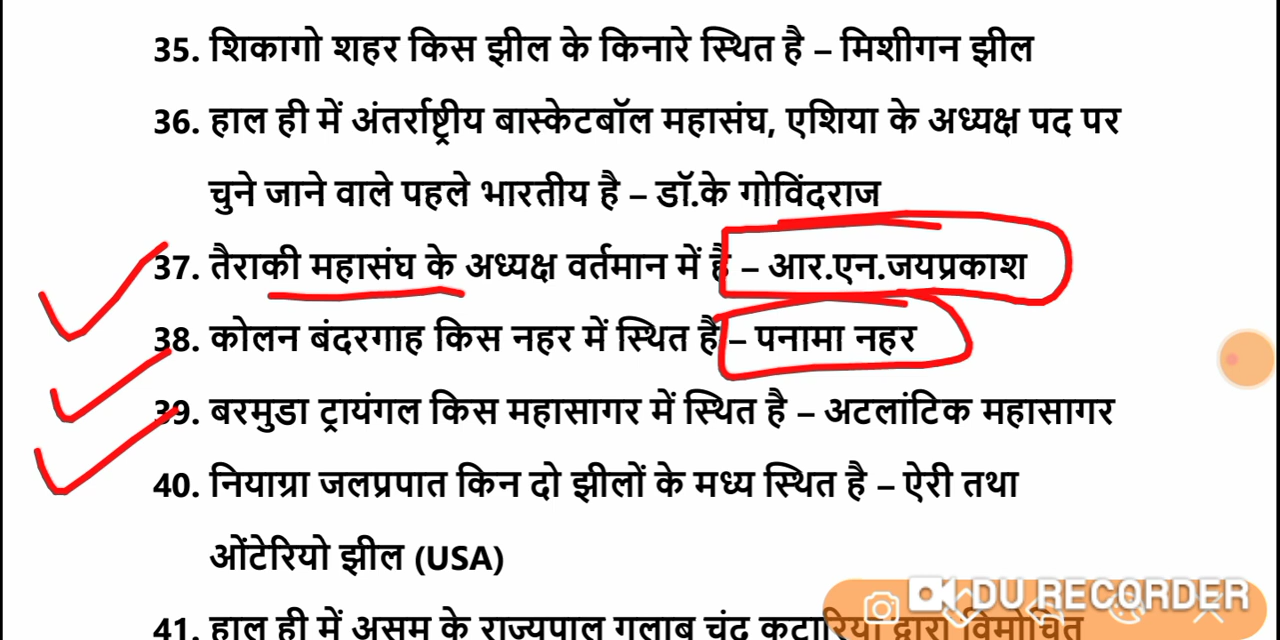 35. शिकागो शहर किस झील के किनारे स्थित है – मिशीगन झील
36. हाल ही में अंतर्राष्ट्रीय बास्केटबॉल महासंघ, एशिया के अध्यक्ष पद पर
चुने जाने वाले पहले भारतीय है – डॉ.के गोविंदराज
37. तैराकी महासंघ के अध्यक्ष वर्तमान में है – आर.एन.जयप्रकाश
38. कोलन बंदरगाह किस नहर में स्थित है – पनामा नहर
39. बरमुडा ट्रायंगल किस महासागर में स्थित है – अटलांटिक महासागर
40. नियाग्रा जलप्रपात किन दो झीलों के मध्य स्थित है – ऐरी तथा
ओंटेरियो झील (USA)
41. हाल ही में असम के राज्यपाल गुलाब चंद कटारिया द्वारा विमोचित
DU RECORDER